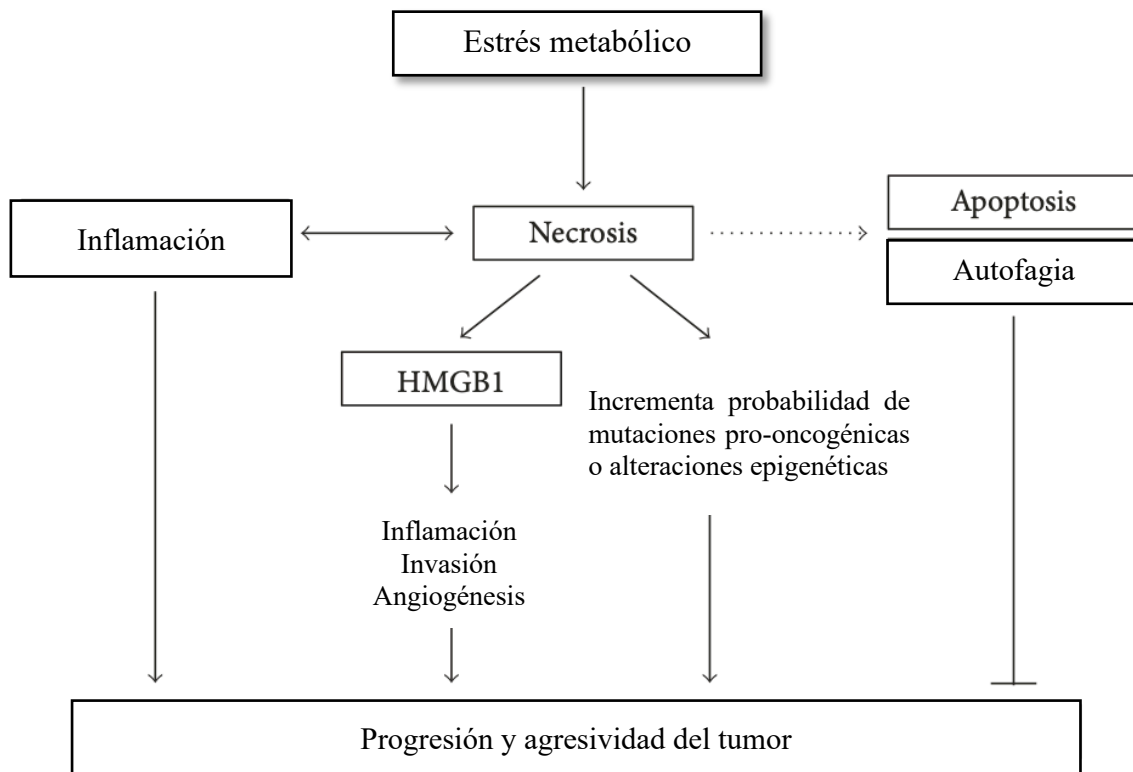 Estrés metabólico
Inflamación
Necrosis
Apoptosis
Autofagia
HMGB1
Incrementa probabilidad de
mutaciones pro-oncogénicas
o alteraciones epigenéticas
Inflamación
Invasión
Angiogénesis
Progresión y agresividad del tumor